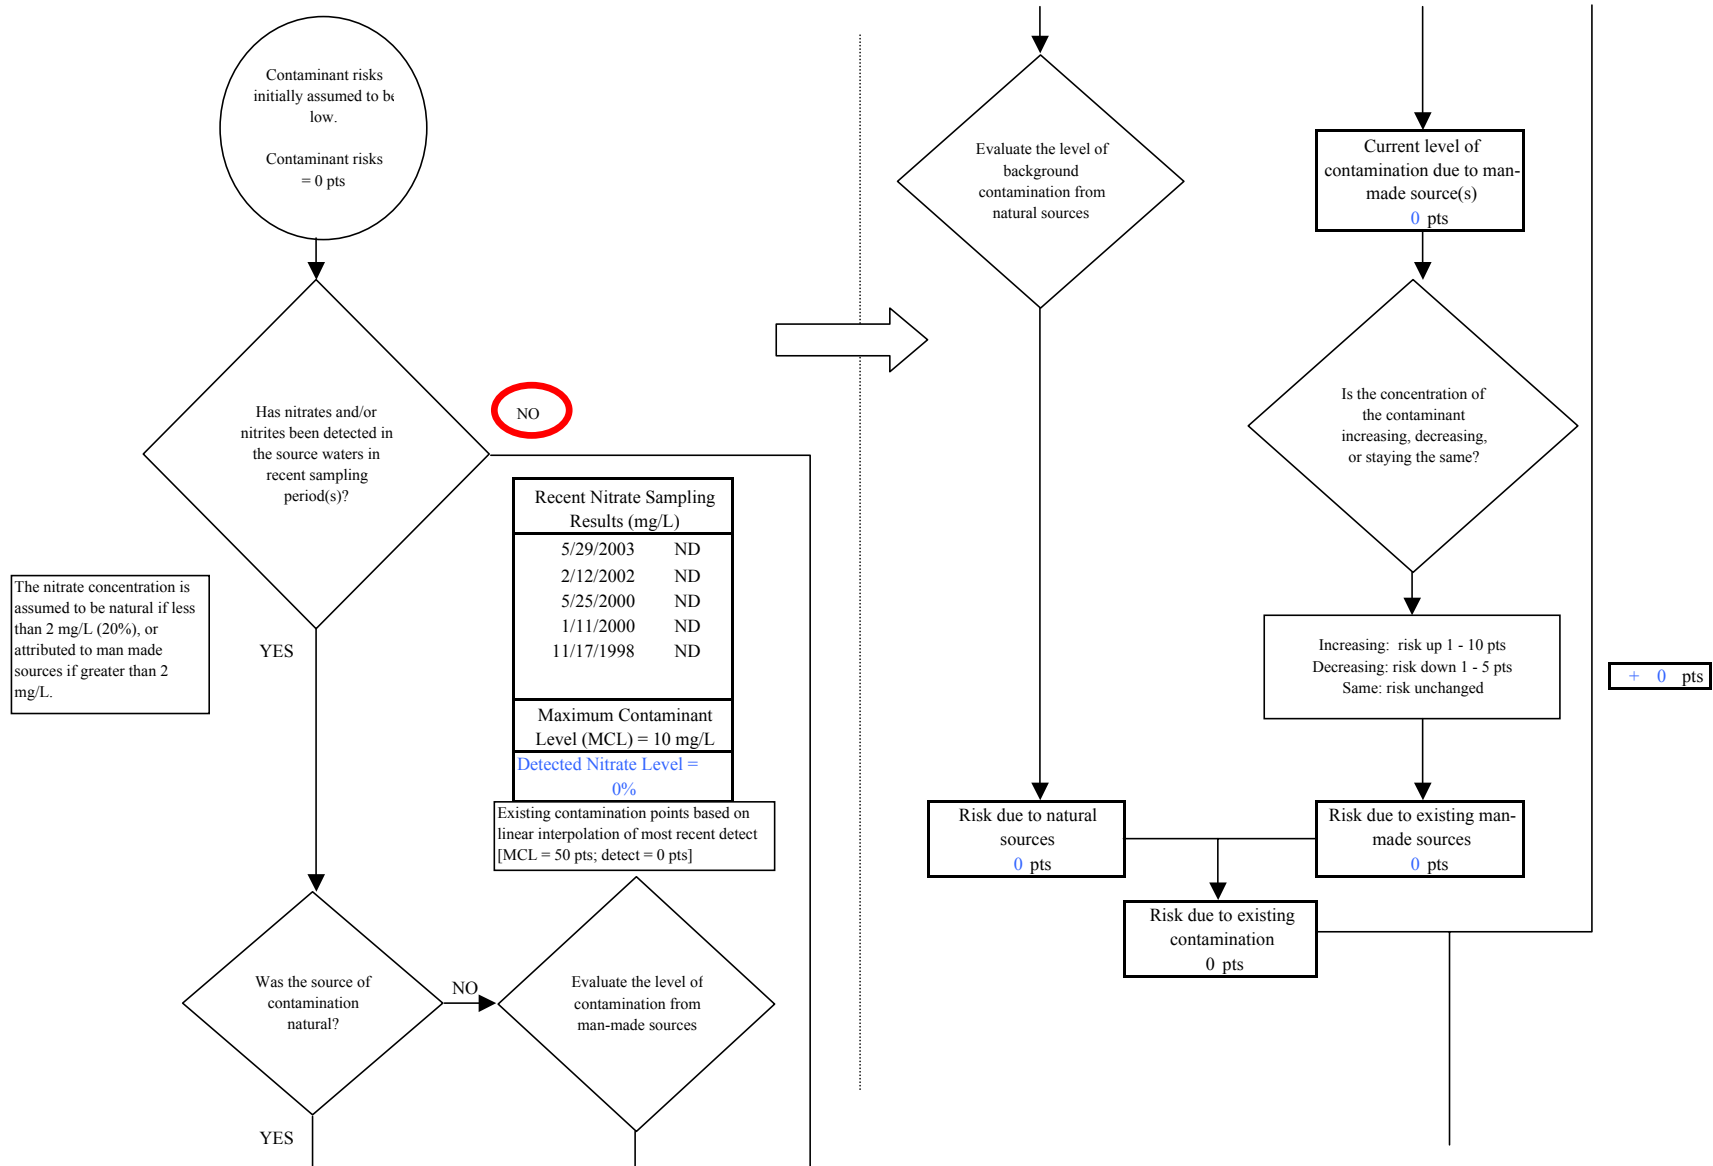 Contaminant risks
initially assumed to be
low.
Contaminant risks
= 0 pts
Has nitrates and/or
nitrites been detected in
the source waters in
recent sampling
period(s)?
NO
Recent Nitrate Sampling
Results (mg/L)
5/29/2003 ND
2/12/2002 ND
5/25/2000 ND
1/11/2000 ND
11/17/1998 ND
Maximum Contaminant
Level (MCL) = 10 mg/L
Detected Nitrate Level =
0%
Existing contamination points based on
linear interpolation of most recent detect
[MCL = 50 pts; detect = 0 pts]
The nitrate concentration is
assumed to be natural if less
than 2 mg/L (20%), or
attributed to man made
sources if greater than 2
mg/L.
YES
Was the source of
contamination
natural?
NO
Evaluate the level of
contamination from
man-made sources
YES
Evaluate the level of
background
contamination from
natural sources
Current level of
contamination due to man-
made source(s)
0 pts
Is the concentration of
the contaminant
increasing, decreasing,
or staying the same?
Increasing: risk up 1 - 10 pts
Decreasing: risk down 1 - 5 pts
Same: risk unchanged
+ 0 pts
Risk due to natural
sources
0 pts
Risk due to existing man-
made sources
0 pts
Risk due to existing
contamination
0 pts